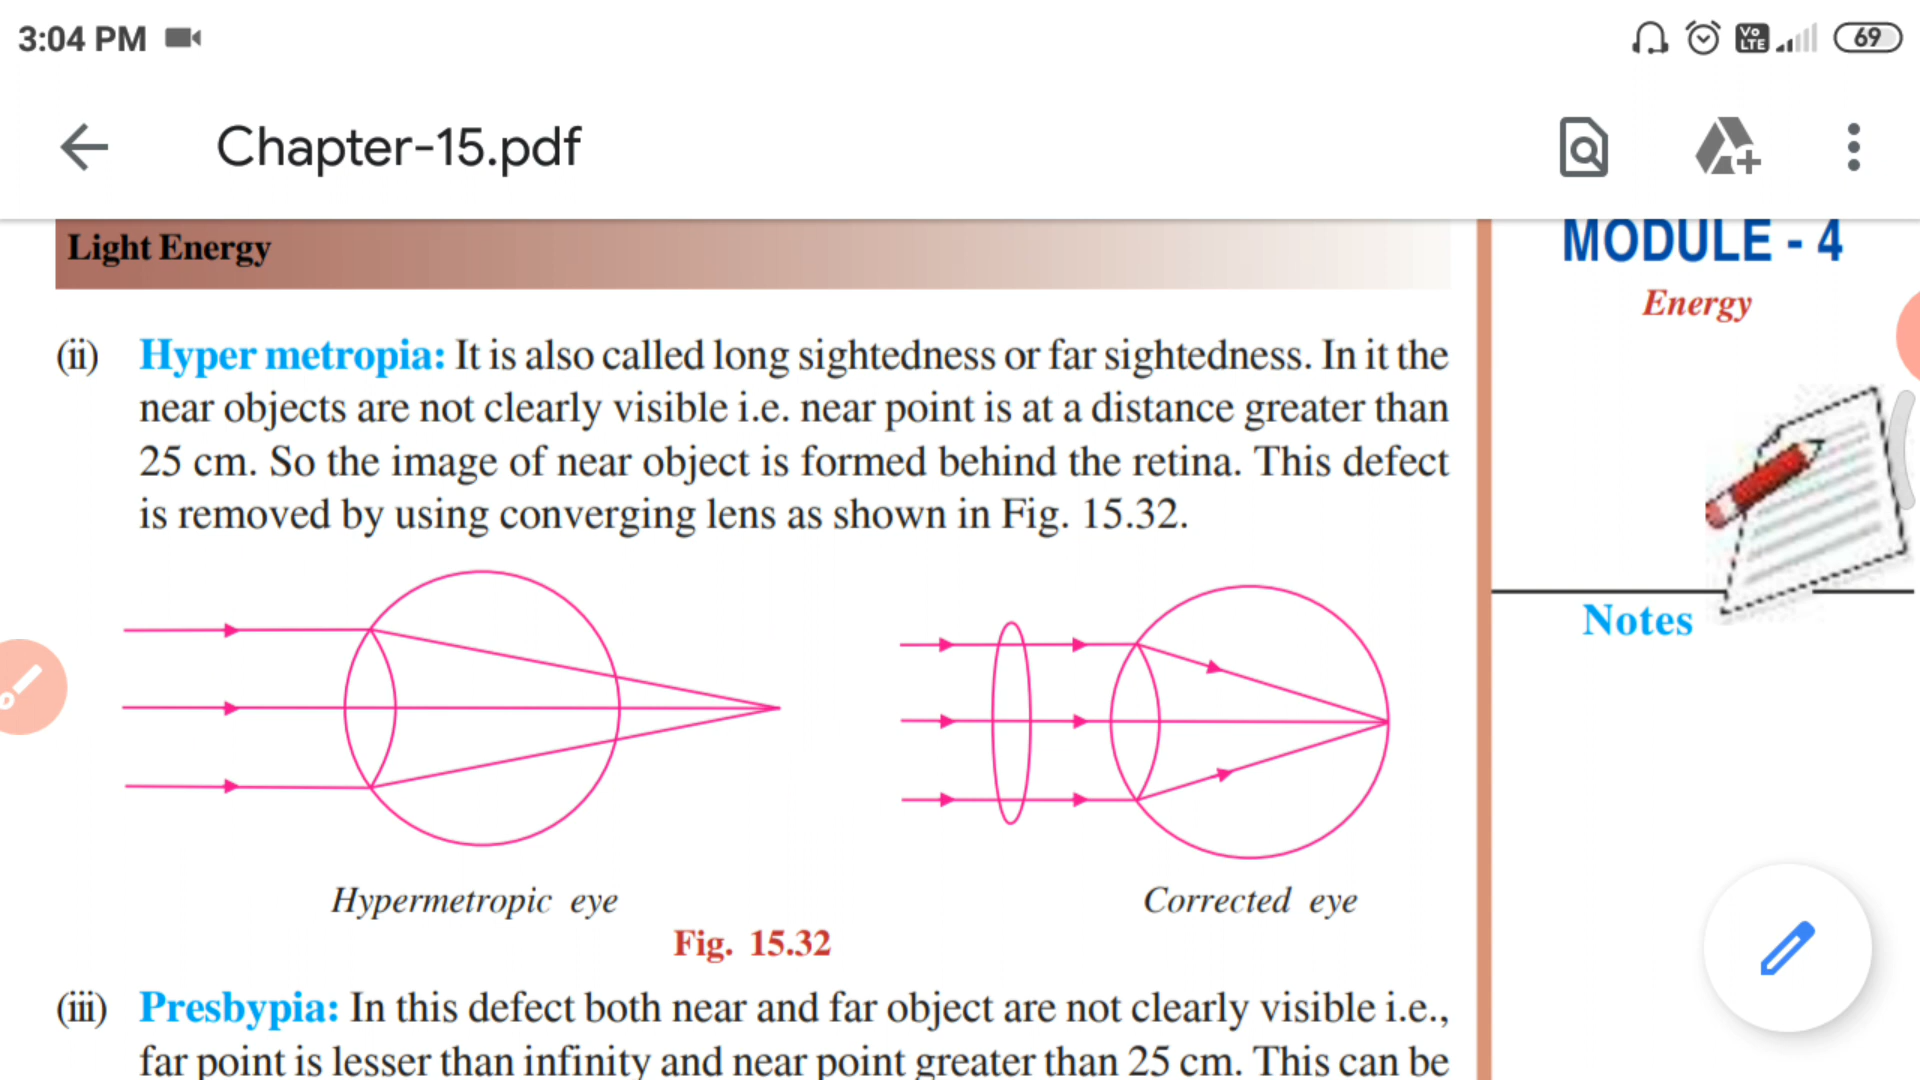 3:04 PM
Vo LTE
69
Chapter-15.pdf
Light Energy
MODULE - 4
Energy
(ii) Hyper metropia: It is also called long sightedness or far sightedness. In it the
near objects are not clearly visible i.e. near point is at a distance greater than
25 cm. So the image of near object is formed behind the retina. This defect
is removed by using converging lens as shown in Fig. 15.32.
Notes
Hypermetropic eye
Corrected eye
Fig. 15.32
(iii) Presbypia: In this defect both near and far object are not clearly visible i.e.,
far point is lesser than infinity and near point greater than 25 cm. This can be